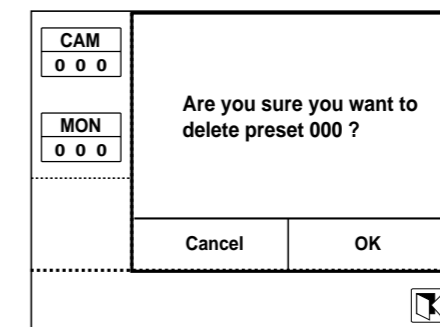 CAM
0 0 0
MON
0 0 0
Are you sure you want to
delete preset 000 ?
Cancel
OK